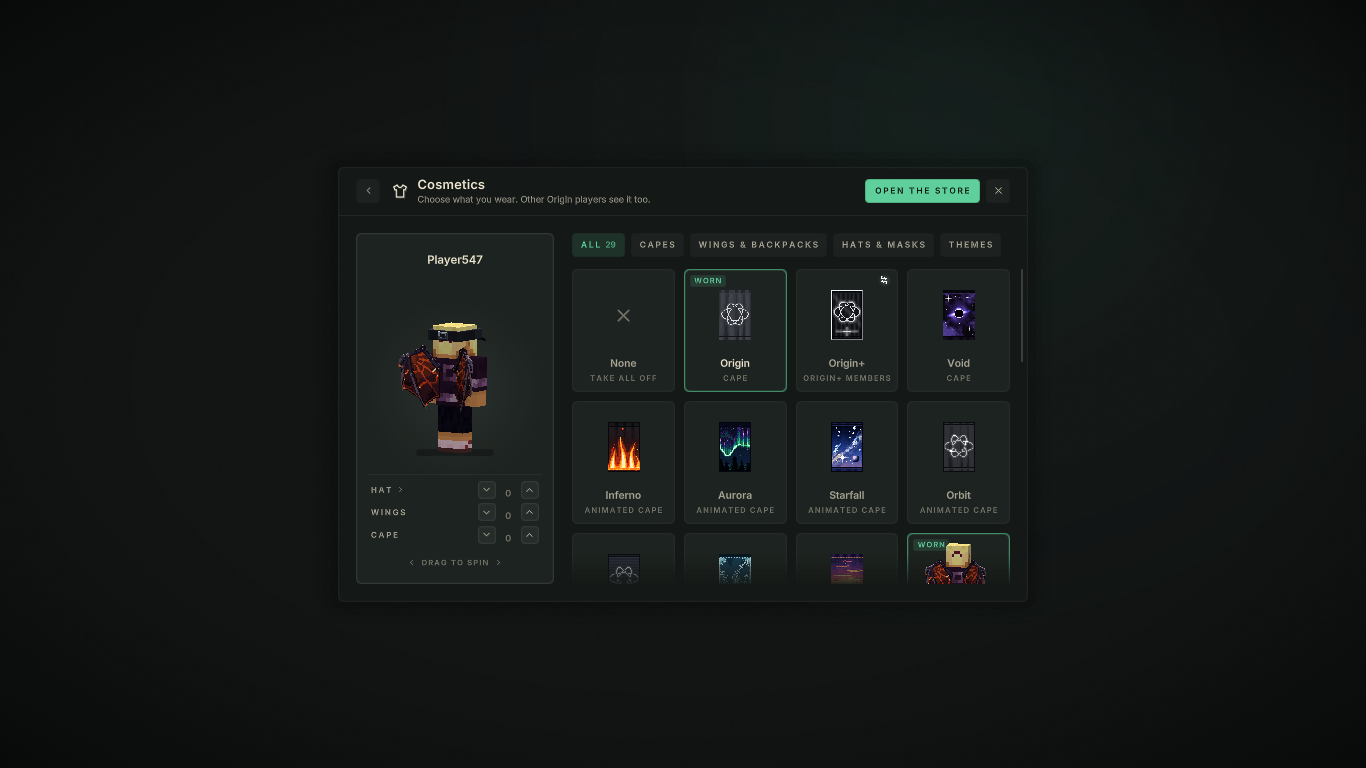 Cosmetics
Choose what you wear. Other Origin players see it too.
OPEN THE STORE
Player547
HAT
0
WINGS
0
CAPE
0
DRAG TO SPIN
ALL 29
CAPES
WINGS & BACKPACKS
HATS & MASKS
THEMES
None
TAKE ALL OFF
WORN
Origin
CAPE
Origin+
ORIGIN+ MEMBERS
Void
CAPE
Inferno
ANIMATED CAPE
Aurora
ANIMATED CAPE
Starfall
ANIMATED CAPE
Orbit
ANIMATED CAPE
WORN